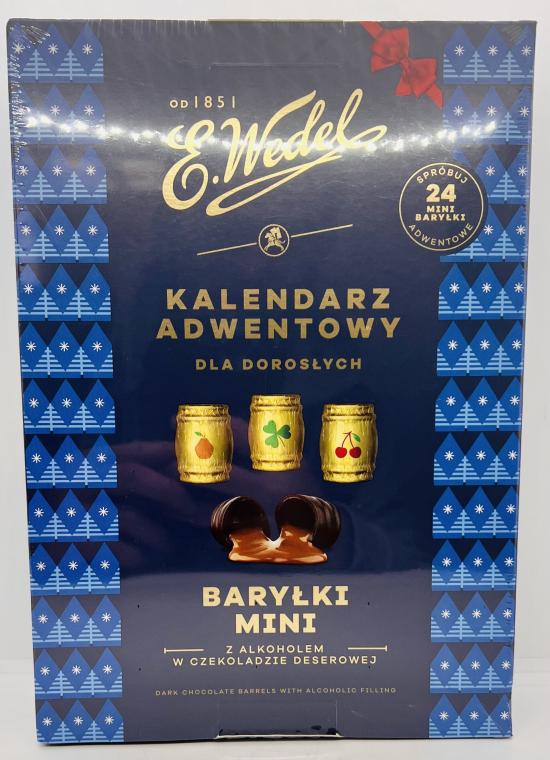 OD 1851
E. Wedel
SPRÓBUJ
24
MINI
BARYŁKI
ADWENTOWE
KALENDARZ
ADWENTOWY
DLA DOROSŁYCH
BARYŁKI
MINI
Z ALKOHOLEM
W CZEKOLADZIE DESEROWEJ
DARK CHOCOLATE BARRELS WITH ALCOHOLIC FILLING